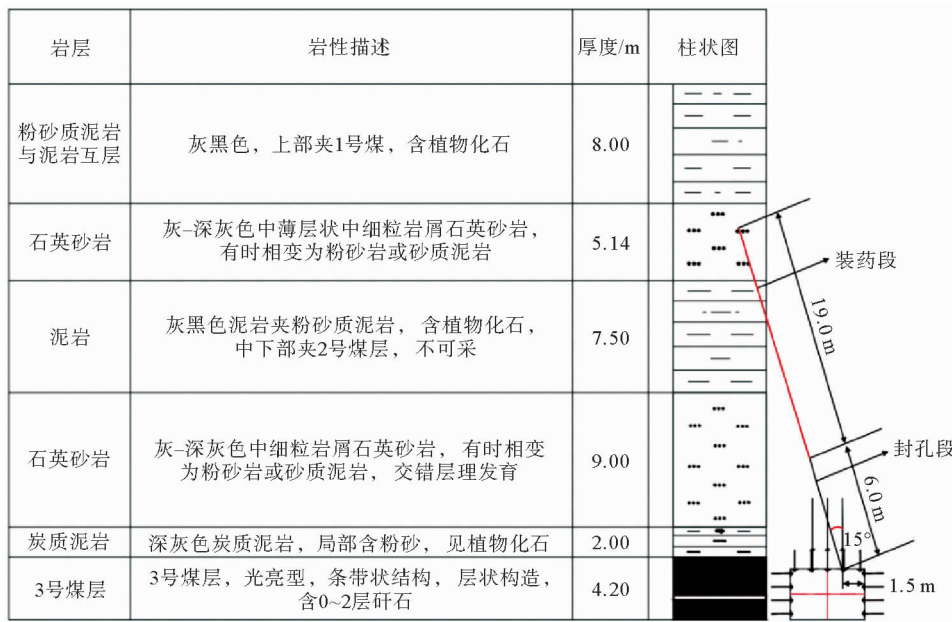 岩层 岩性描述 厚度/m 柱状图
粉砂质泥岩
与泥岩互层
灰黑色，上部夹1号煤，含植物化石
8.00
石英砂岩
灰–深灰色中薄层状中细粒岩屑石英砂岩，
有时相变为粉砂岩或砂质泥岩
5.14
泥岩
灰黑色泥岩夹粉砂质泥岩，含植物化石，
中下部夹2号煤层，不可采
7.50
石英砂岩
灰–深灰色中细粒岩屑石英砂岩，有时相变
为粉砂岩或砂质泥岩，交错层理发育
9.00
炭质泥岩
深灰色炭质泥岩，局部含粉砂，见植物化石
2.00
3号煤层
3号煤层，光亮型，条带状结构，层状构造，
含0~2层矸石
4.20
装药段
19.0 m
封孔段
6.0 m
15°
1.5 m